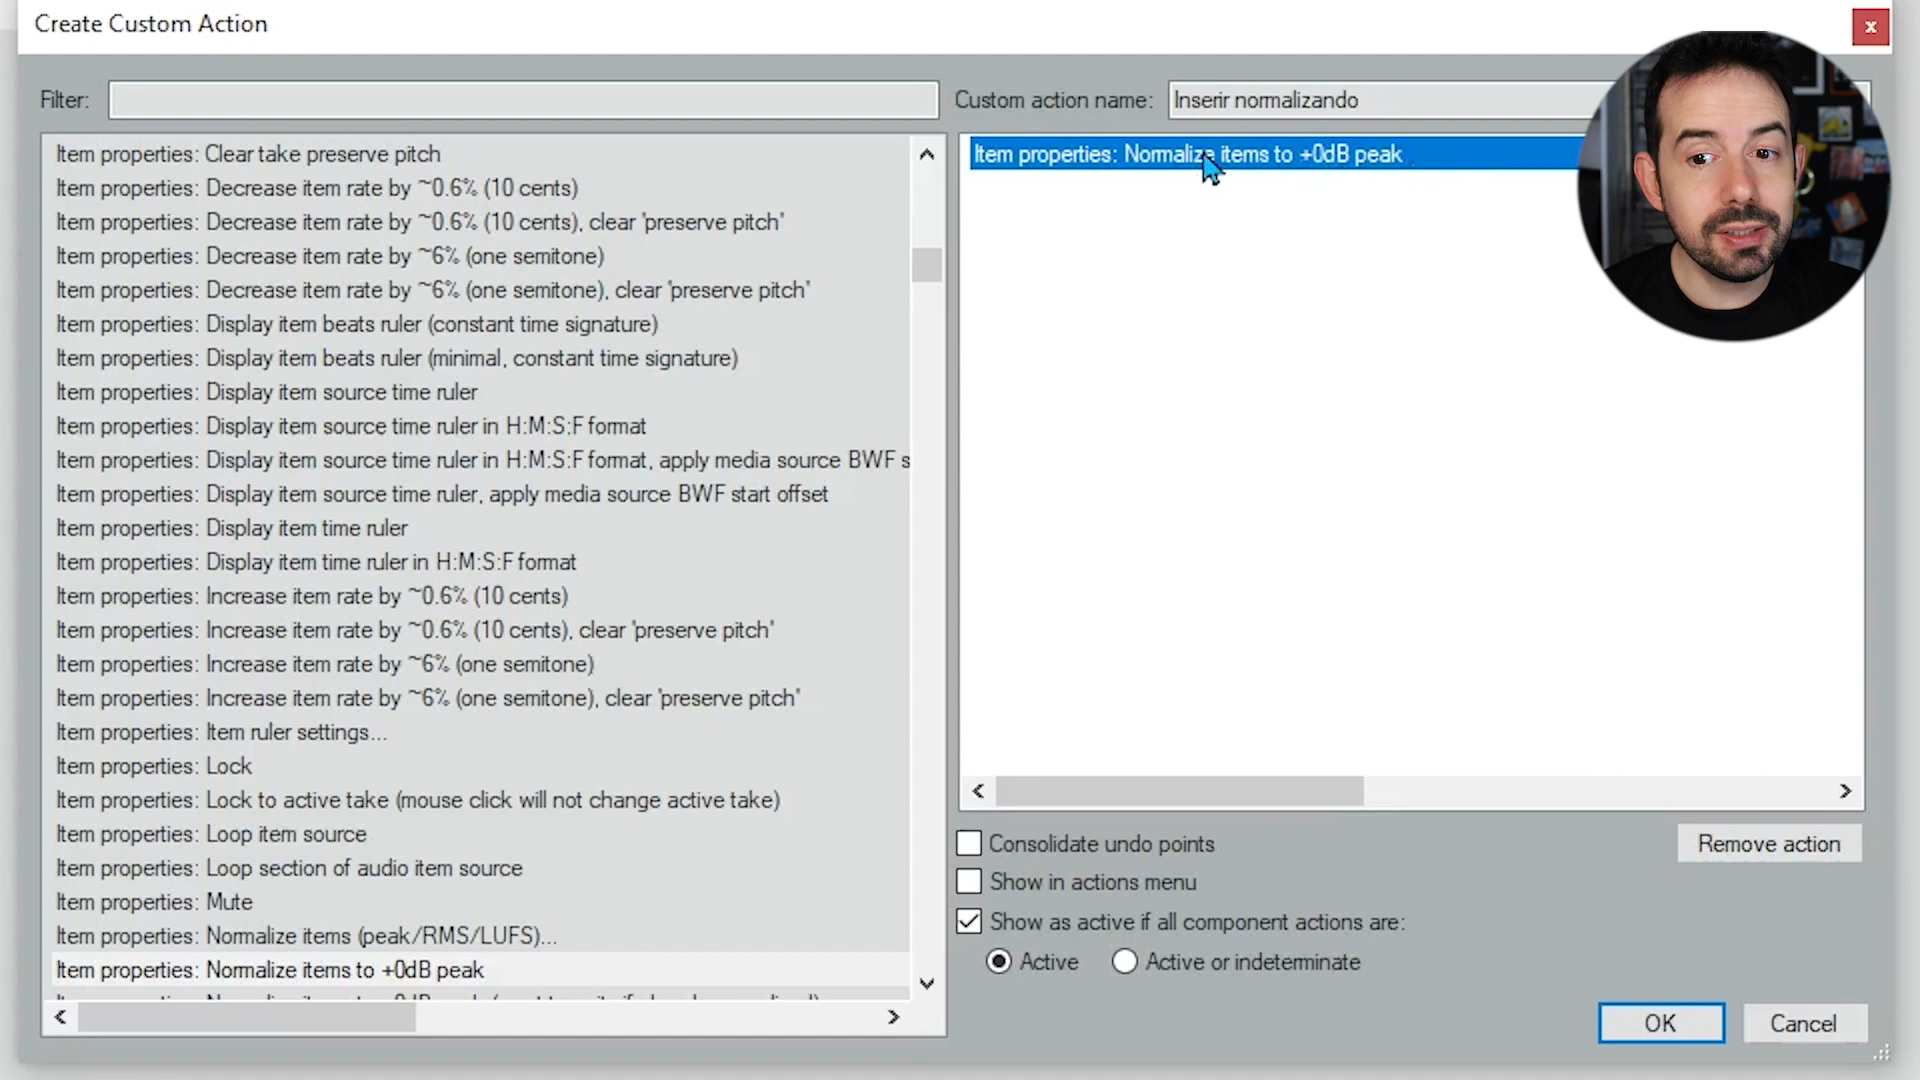 Create Custom Action
x
Filter:
Custom action name: Inserir normalizando
Item properties: Clear take preserve pitch
Item properties: Decrease item rate by ~0.6% (10 cents)
Item properties: Decrease item rate by ~0.6% (10 cents), clear 'preserve pitch'
Item properties: Decrease item rate by ~6% (one semitone)
Item properties: Decrease item rate by ~6% (one semitone), clear 'preserve pitch'
Item properties: Display item beats ruler (constant time signature)
Item properties: Display item beats ruler (minimal, constant time signature)
Item properties: Display item source time ruler
Item properties: Display item source time ruler in H:M:S:F format
Item properties: Display item source time ruler in H:M:S:F format, apply media source BWF s
Item properties: Display item source time ruler, apply media source BWF start offset
Item properties: Display item time ruler
Item properties: Display item time ruler in H:M:S:F format
Item properties: Increase item rate by ~0.6% (10 cents)
Item properties: Increase item rate by ~0.6% (10 cents), clear 'preserve pitch'
Item properties: Increase item rate by ~6% (one semitone)
Item properties: Increase item rate by ~6% (one semitone), clear 'preserve pitch'
Item properties: Item ruler settings...
Item properties: Lock
Item properties: Lock to active take (mouse click will not change active take)
Item properties: Loop item source
Item properties: Loop section of audio item source
Item properties: Mute
Item properties: Normalize items (peak/RMS/LUFS)...
Item properties: Normalize items to +0dB peak
Item properties: Normalize items to +0dB peak
Consolidate undo points
Remove action
Show in actions menu
Show as active if all component actions are:
Active
Active or indeterminate
OK
Cancel